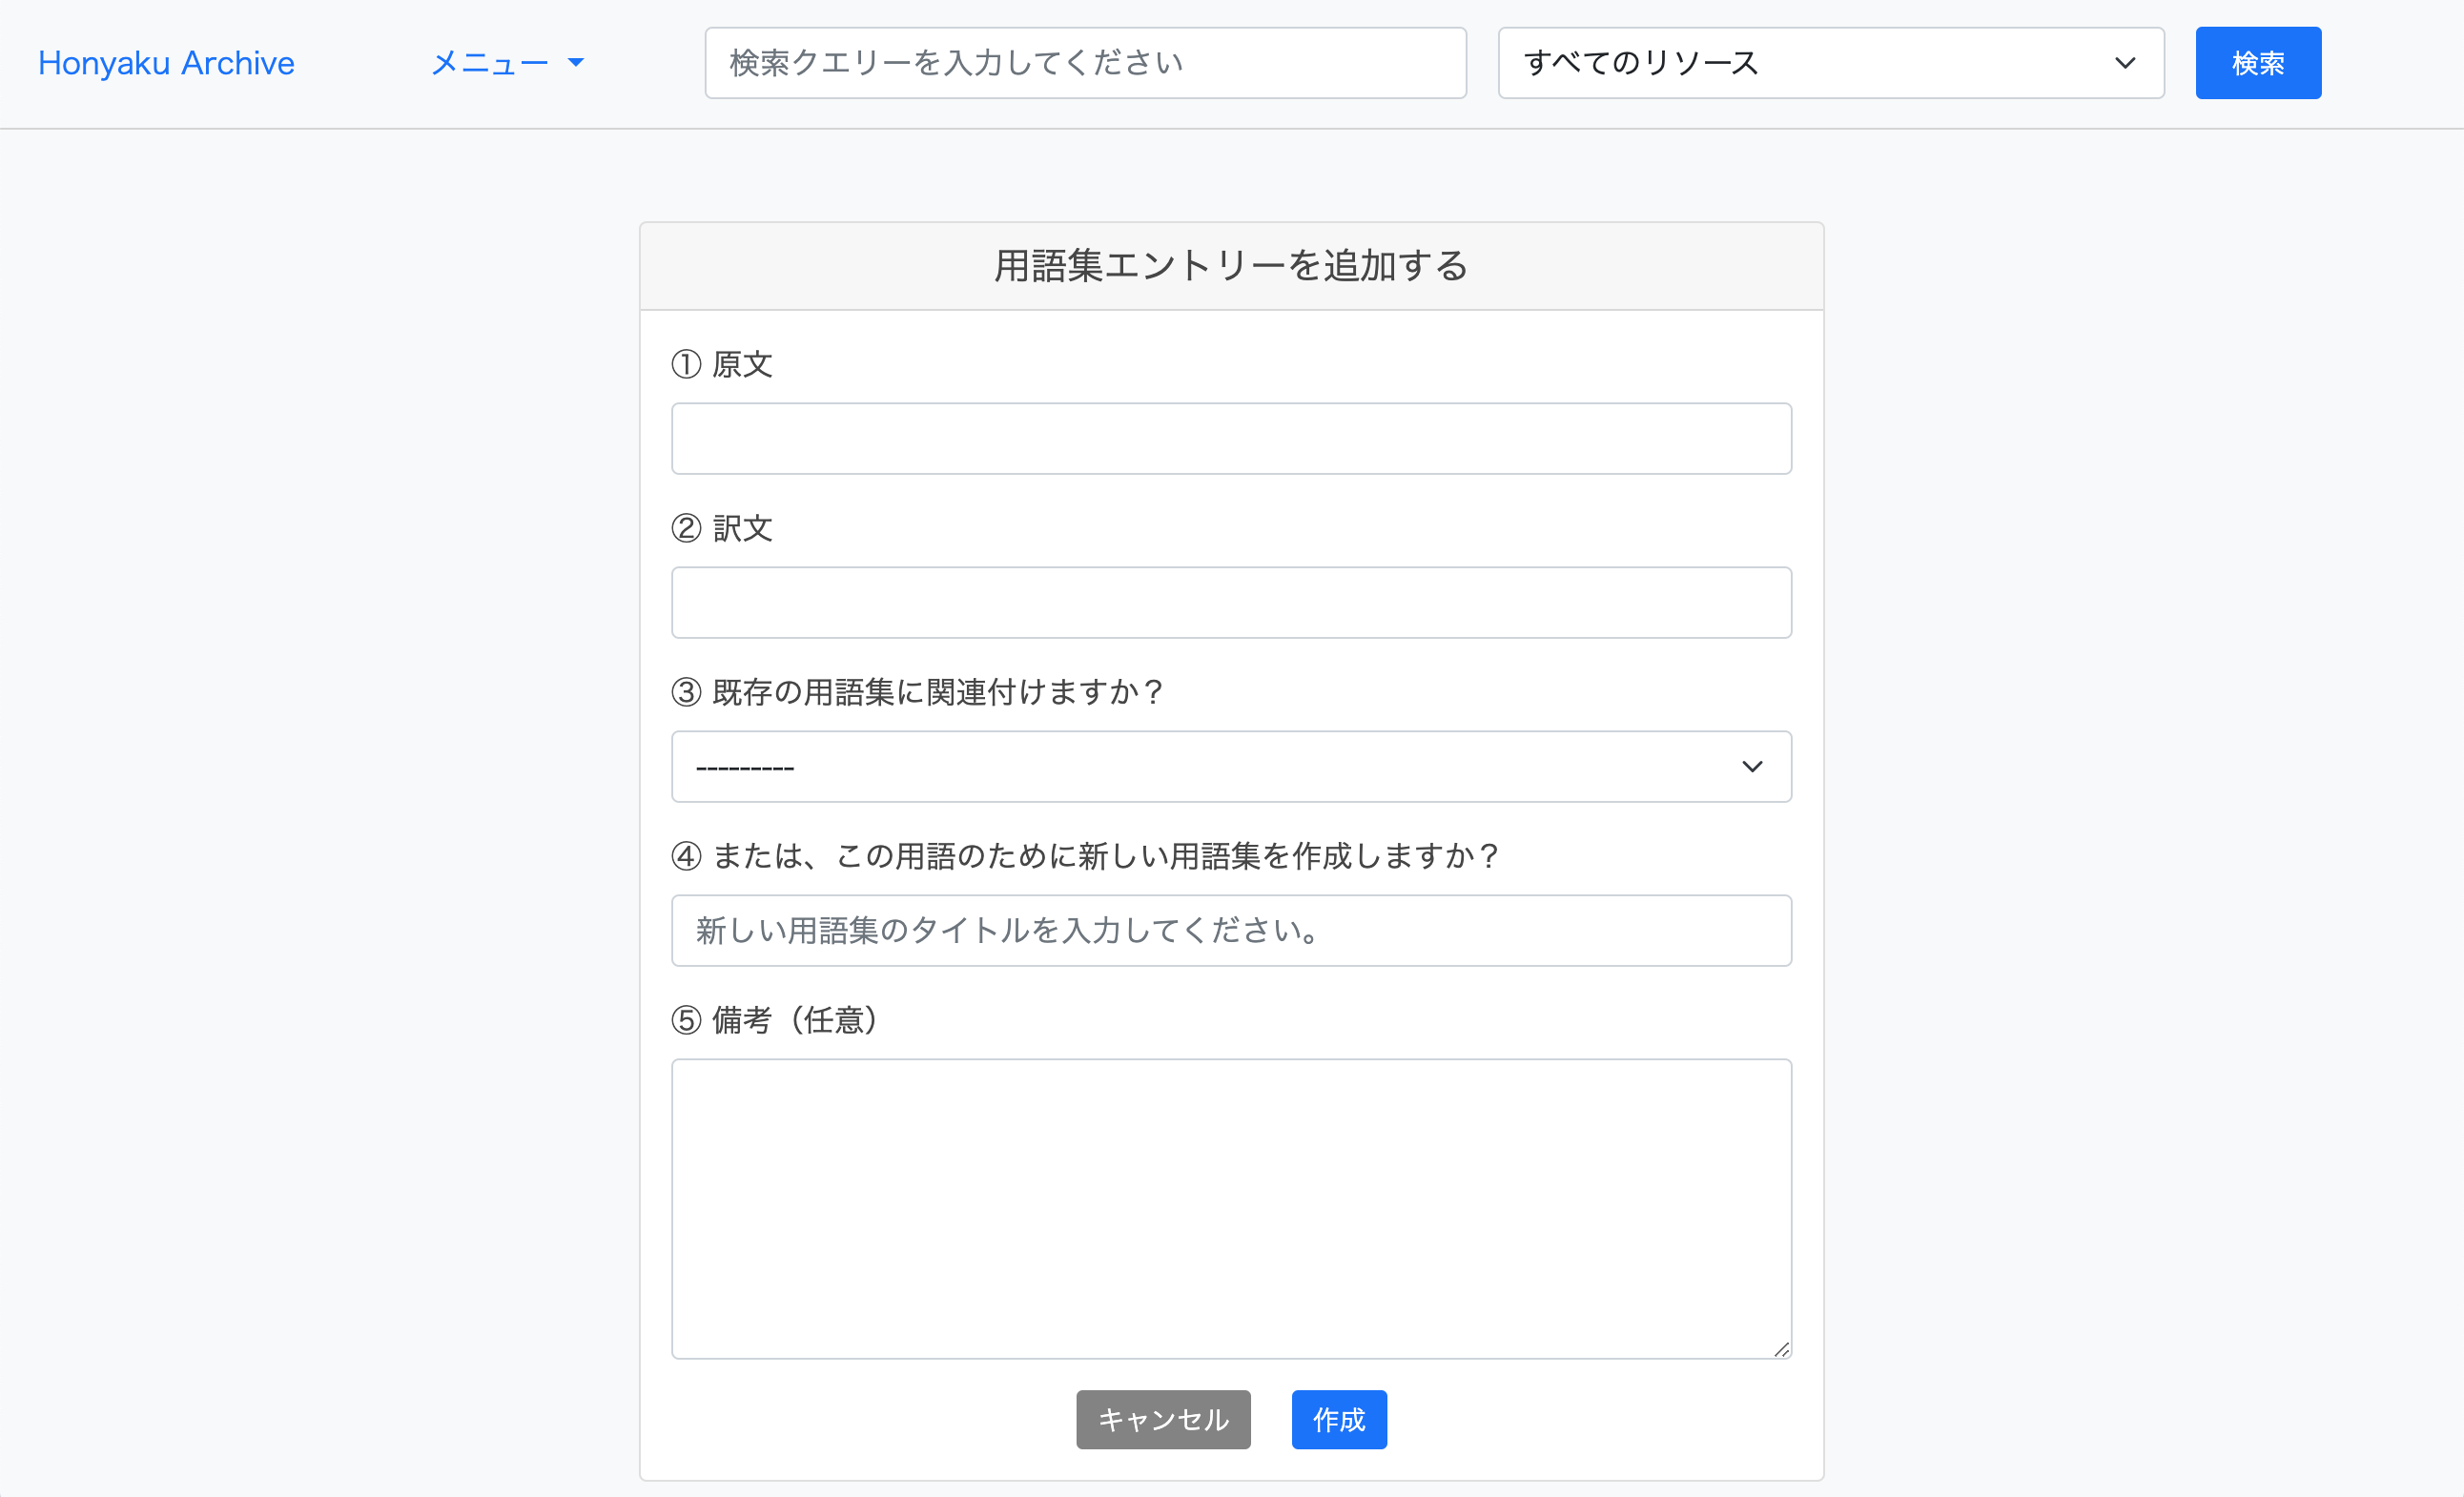 Honyaku Archive メニュー 検索クエリーを入力してください すべてのリソース 検索
用語集エントリーを追加する
① 原文
② 訳文
③ 既存の用語集に関連付けますか？
---------
④ または、この用語のために新しい用語集を作成しますか？
新しい用語集のタイトルを入力してください。
⑤ 備考（任意）
キャンセル 作成